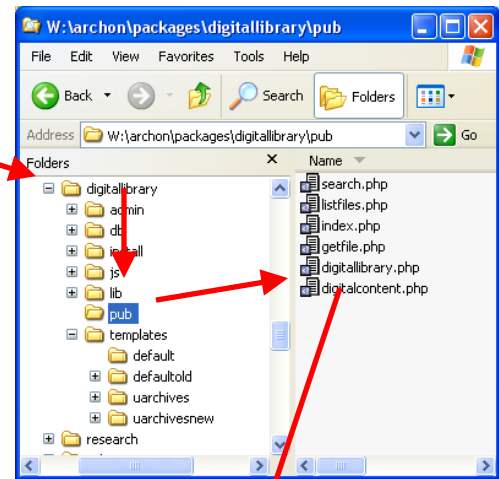 W:\archon\packages\digitallibrary\pub
File Edit View Favorites Tools Help
Back Search Folders
Address W:\archon\packages\digitallibrary\pub Go
Folders
digitallibrary
admin
db
install
js
lib
pub
templates
default
defaultold
uarchives
uarchivesnew
research
Name
search.php
listfiles.php
index.php
getfile.php
digitallibrary.php
digitalcontent.php